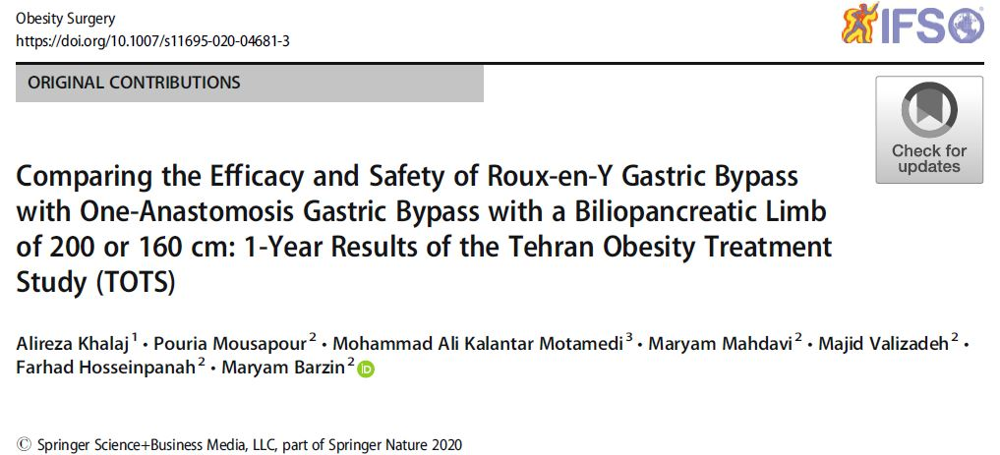 Obesity Surgery
https://doi.org/10.1007/s11695-020-04681-3
IFSO
ORIGINAL CONTRIBUTIONS
Check for
updates
Comparing the Efficacy and Safety of Roux-en-Y Gastric Bypass
with One-Anastomosis Gastric Bypass with a Biliopancreatic Limb
of 200 or 160 cm: 1-Year Results of the Tehran Obesity Treatment
Study (TOTS)
Alireza Khalaj 1 • Pouria Mousapour 2 • Mohammad Ali Kalantar Motamedi 3 • Maryam Mahdavi 2 • Majid Valizadeh 2 •
Farhad Hosseinpanah 2 • Maryam Barzin 2 iD
© Springer Science+Business Media, LLC, part of Springer Nature 2020